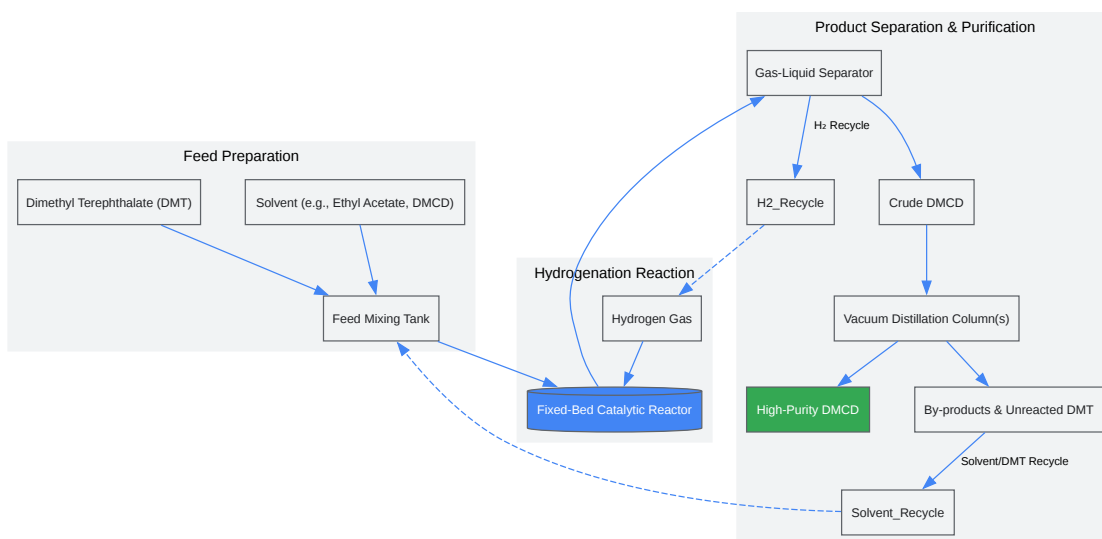 Product Separation & Purification
Gas-Liquid Separator
H₂ Recycle
Feed Preparation
Dimethyl Terephthalate (DMT)
Solvent (e.g., Ethyl Acetate, DMCD)
H2_Recycle
Crude DMCD
Hydrogenation Reaction
Feed Mixing Tank
Hydrogen Gas
Vacuum Distillation Column(s)
Fixed-Bed Catalytic Reactor
High-Purity DMCD
By-products & Unreacted DMT
Solvent/DMT Recycle
Solvent_Recycle